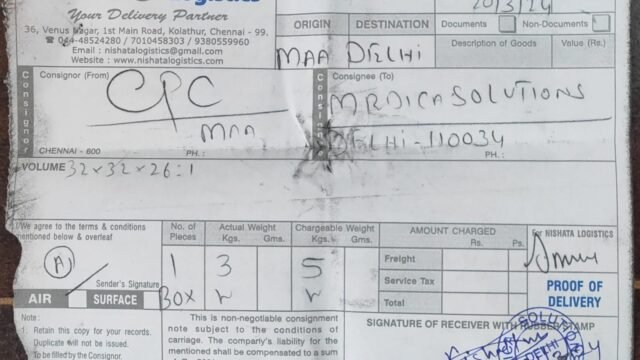 Your Delivery Partner
36, Venus Nagar, 1st Main Road, Kolathur, Chennai - 99.
044-48524280 / 7010458303 / 9380559960
Email : nishatalogistics@gmail.com
Website : www.nishatalogistics.com
ORIGIN DESTINATION
MAA DELHI
20/3/24
Documents Non-Documents
Description of Goods Value (Rs.)
Consignor
Consignor (From)
CPC
MAA
CHENNAI - 600 PH. :
Consignee (To)
MEDICA SOLUTIONS
DELHI - 110034
PH. :
VOLUME 32 × 32 × 26 : 1
I/We agree to the terms & conditions
mentioned below & overleaf
A
Sender's Signature
AIR SURFACE
No. of Pieces Actual Weight Kgs. Gms. Chargeable Weight Kgs. Gms.
1 3 5
BOX
AMOUNT CHARGED
Rs. Ps.
Freight
Service Tax
Total
For NISHATA LOGISTICS
PROOF OF
DELIVERY
Note :
1. Retain this copy for your records.
Duplicate will not be issued.
To be filled by the Consignor.
This is non-negotiable consignment
note subject to the conditions of
carriage. The company's liability for
the mentioned shall be compensated to a sum
SIGNATURE OF RECEIVER WITH RUBBER STAMP